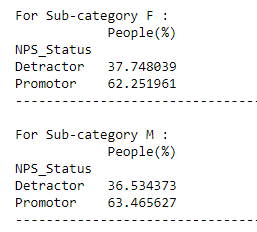 For Sub-category F :
People(%)
NPS_Status
Detractor 37.748039
Promotor 62.251961
---------------------------------
For Sub-category M :
People(%)
NPS_Status
Detractor 36.534373
Promotor 63.465627
---------------------------------